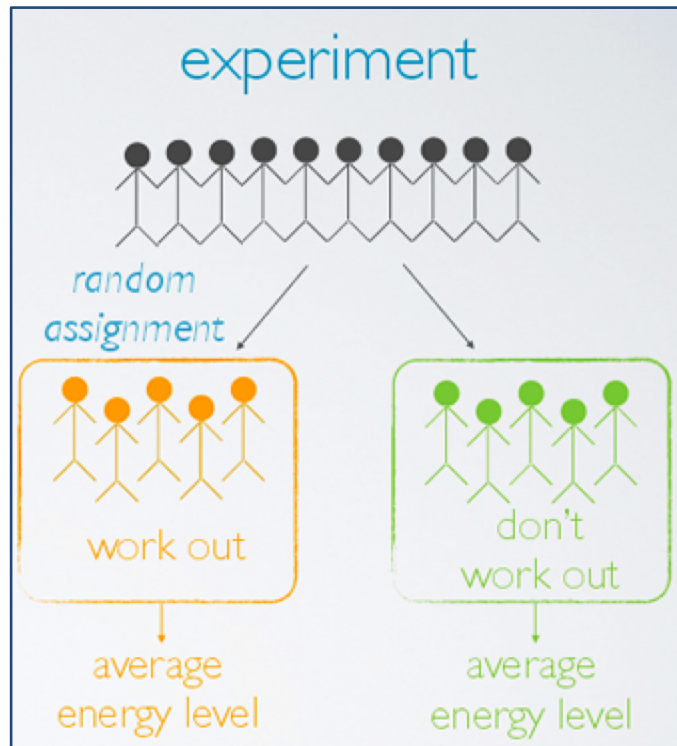 experiment
random
assignment
work out
don't
work out
average
energy level
average
energy level